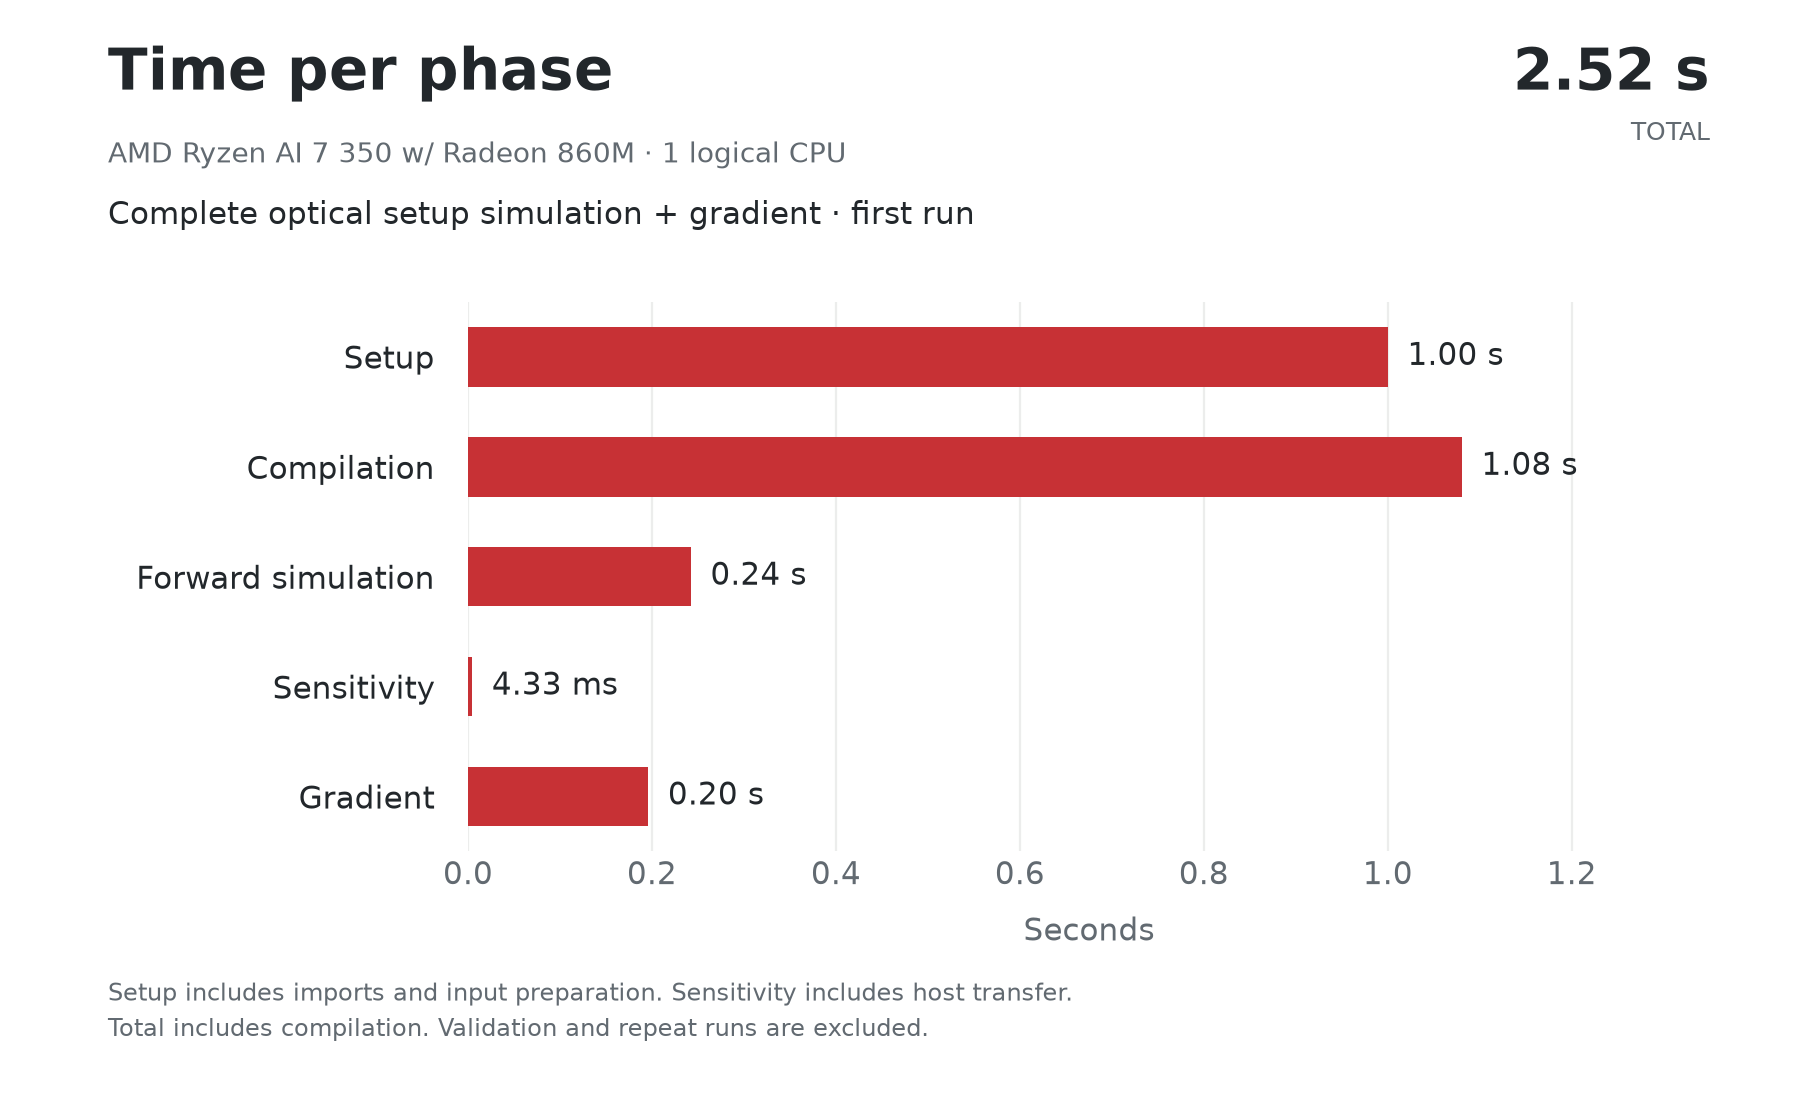 Time per phase
2.52 s
TOTAL
AMD Ryzen AI 7 350 w/ Radeon 860M · 1 logical CPU
Complete optical setup simulation + gradient · first run
Setup
1.00 s
Compilation
1.08 s
Forward simulation
0.24 s
Sensitivity
4.33 ms
Gradient
0.20 s
0.0 0.2 0.4 0.6 0.8 1.0 1.2
Seconds
Setup includes imports and input preparation. Sensitivity includes host transfer.
Total includes compilation. Validation and repeat runs are excluded.